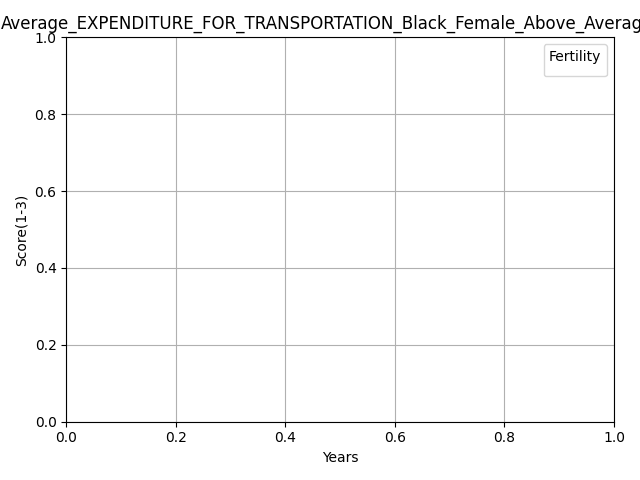 Average_EXPENDITURE_FOR_TRANSPORTATION_Black_Female_Above_Averag
Fertility
Score(1-3)
1.0
0.8
0.6
0.4
0.2
0.0
0.0 0.2 0.4 0.6 0.8 1.0
Years